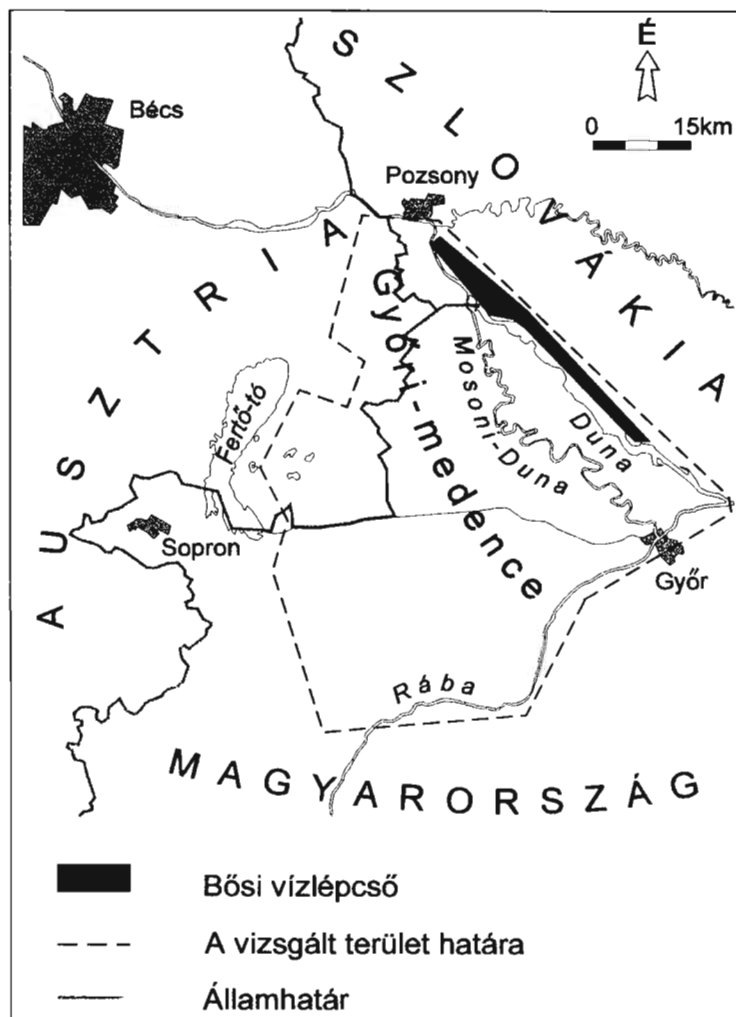 SZLOVÁKIA
É
0 15km
Bécs
Pozsony
AUSZTRIA
Győri-medence
Mosoni-Duna
Duna
Fertő-tó
Sopron
Győr
Rába
MAGYARORSZÁG
Bősi vízlépcső
A vizsgált terület határa
Államhatár